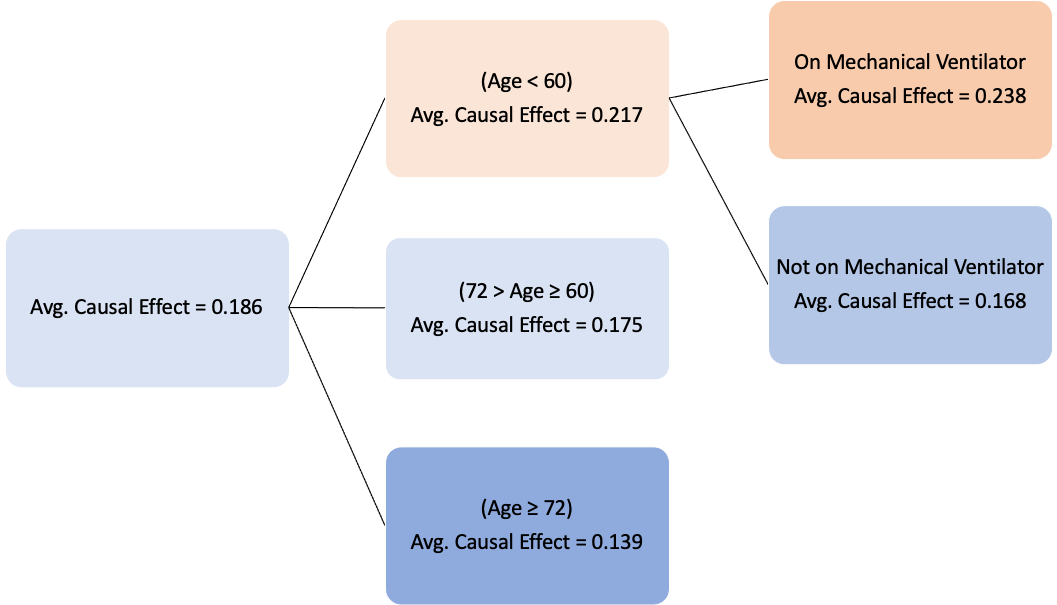 Avg. Causal Effect = 0.186
(Age < 60)
Avg. Causal Effect = 0.217
(72 > Age ≥ 60)
Avg. Causal Effect = 0.175
(Age ≥ 72)
Avg. Causal Effect = 0.139
On Mechanical Ventilator
Avg. Causal Effect = 0.238
Not on Mechanical Ventilator
Avg. Causal Effect = 0.168